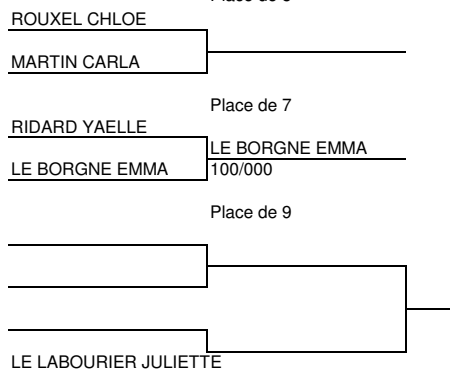 ROUXEL CHLOE
MARTIN CARLA
Place de 7
RIDARD YAELLE
LE BORGNE EMMA
LE BORGNE EMMA
100/000
Place de 9
LE LABOURIER JULIETTE